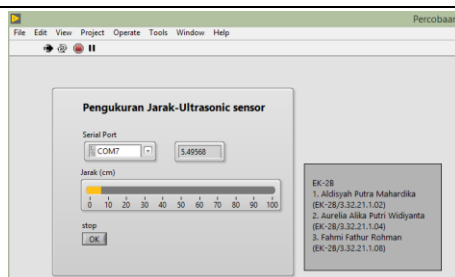 Percobaan
File Edit View Project Operate Tools Window Help
Pengukuran Jarak-Ultrasonic sensor
Serial Port
COM7
5.49568
Jarak (cm)
0 10 20 30 40 50 60 70 80 90 100
stop
OK
EK-2B
1. Aldisyah Putra Mahardika
(EK-2B/3.32.21.1.02)
2. Aurelia Alika Putri Widiyanta
(EK-2B/3.32.21.1.04)
3. Fahmi Fathur Rohman
(EK-2B/3.32.21.1.08)